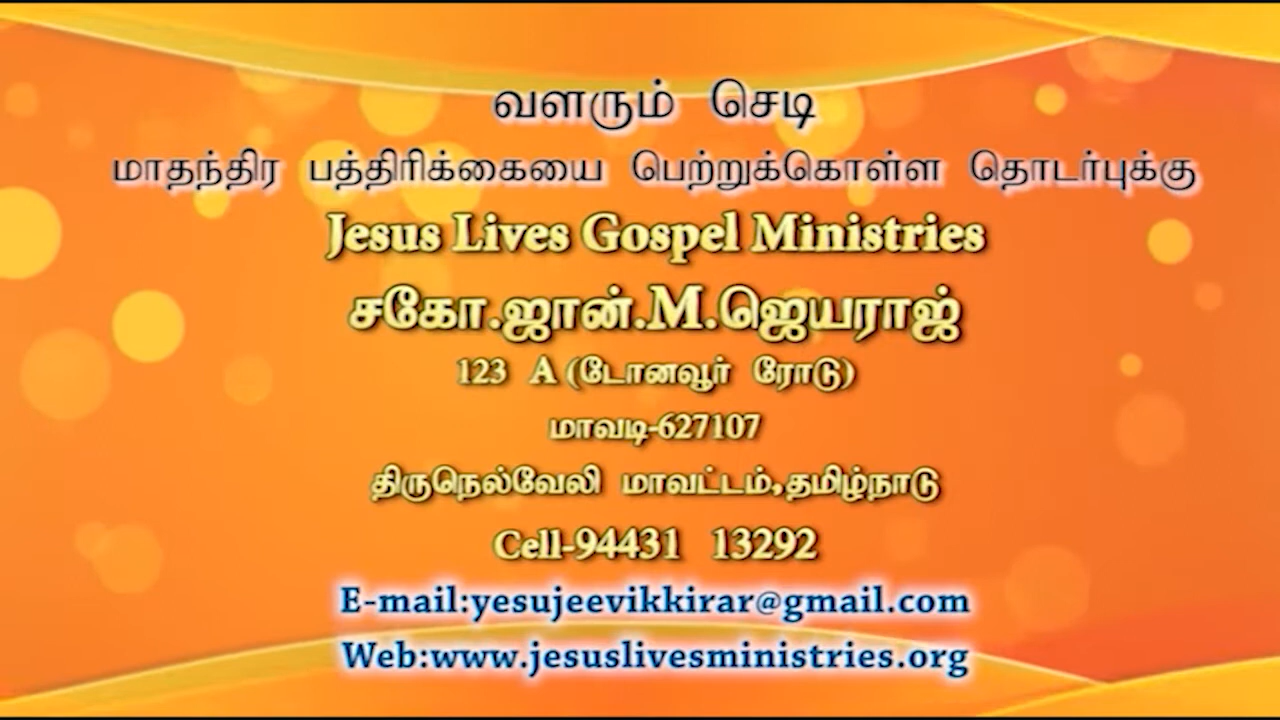 வளரும் செடி
மாதந்திர பத்திரிக்கையை பெற்றுக்கொள்ள தொடர்புக்கு
Jesus Lives Gospel Ministries
சகோ.ஜான்.M.ஜெயராஜ்
123 A (டோனவூர் ரோடு)
மாவடி-627107
திருநெல்வேலி மாவட்டம்,தமிழ்நாடு
Cell-94431 13292
E-mail:yesujeevikkirar@gmail.com
Web:www.jesuslivesministries.org